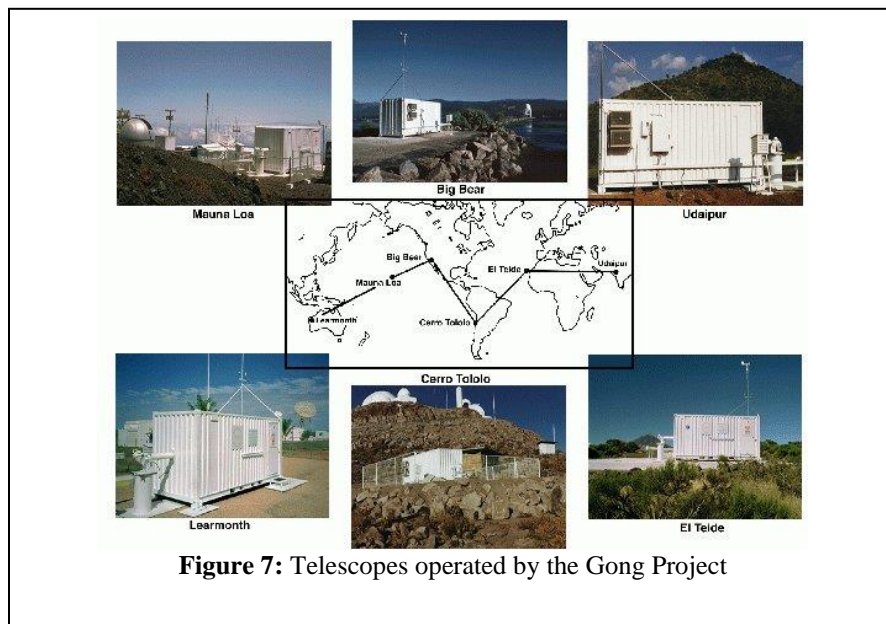 Big Bear
Mauna Loa
Udaipur
Big Bear
Mauna Loa
El Teide
Udaipur
Learmonth
Cerro Tololo
Cerro Tololo
Learmonth
El Teide
Figure 7: Telescopes operated by the Gong Project